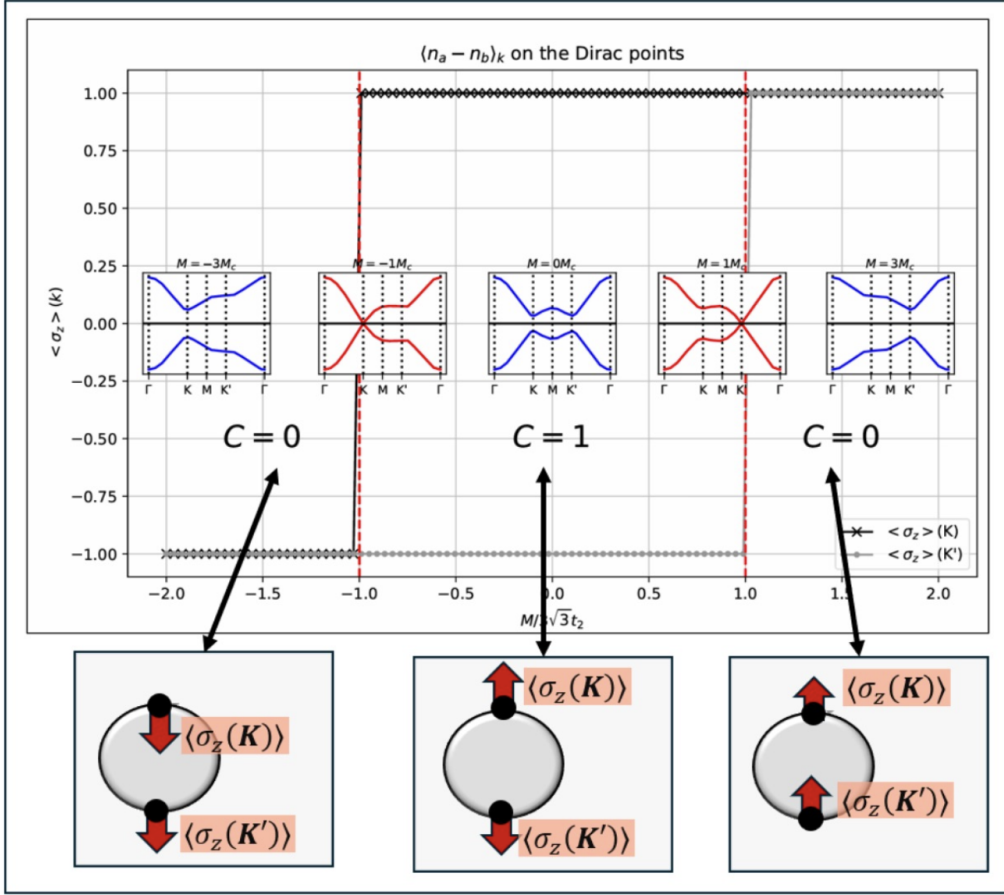 ⟨n_a − n_b⟩_k on the Dirac points
< σ_z > (k)
1.00
0.75
0.50
0.25
0.00
−0.25
−0.50
−0.75
−1.00
M = −3M_c
M = −1M_c
M = 0M_c
M = 1M_c
M = 3M_c
Γ K M K' Γ
Γ K M K' Γ
Γ K M K' Γ
Γ K M K' Γ
Γ K M K' Γ
C = 0
C = 1
C = 0
< σ_z > (K)
< σ_z > (K')
−2.0 −1.5 −1.0 −0.5 0.0 0.5 1.0 1.5 2.0
M/3√3t_2
⟨σ_z(K)⟩
⟨σ_z(K')⟩
⟨σ_z(K)⟩
⟨σ_z(K')⟩
⟨σ_z(K)⟩
⟨σ_z(K')⟩